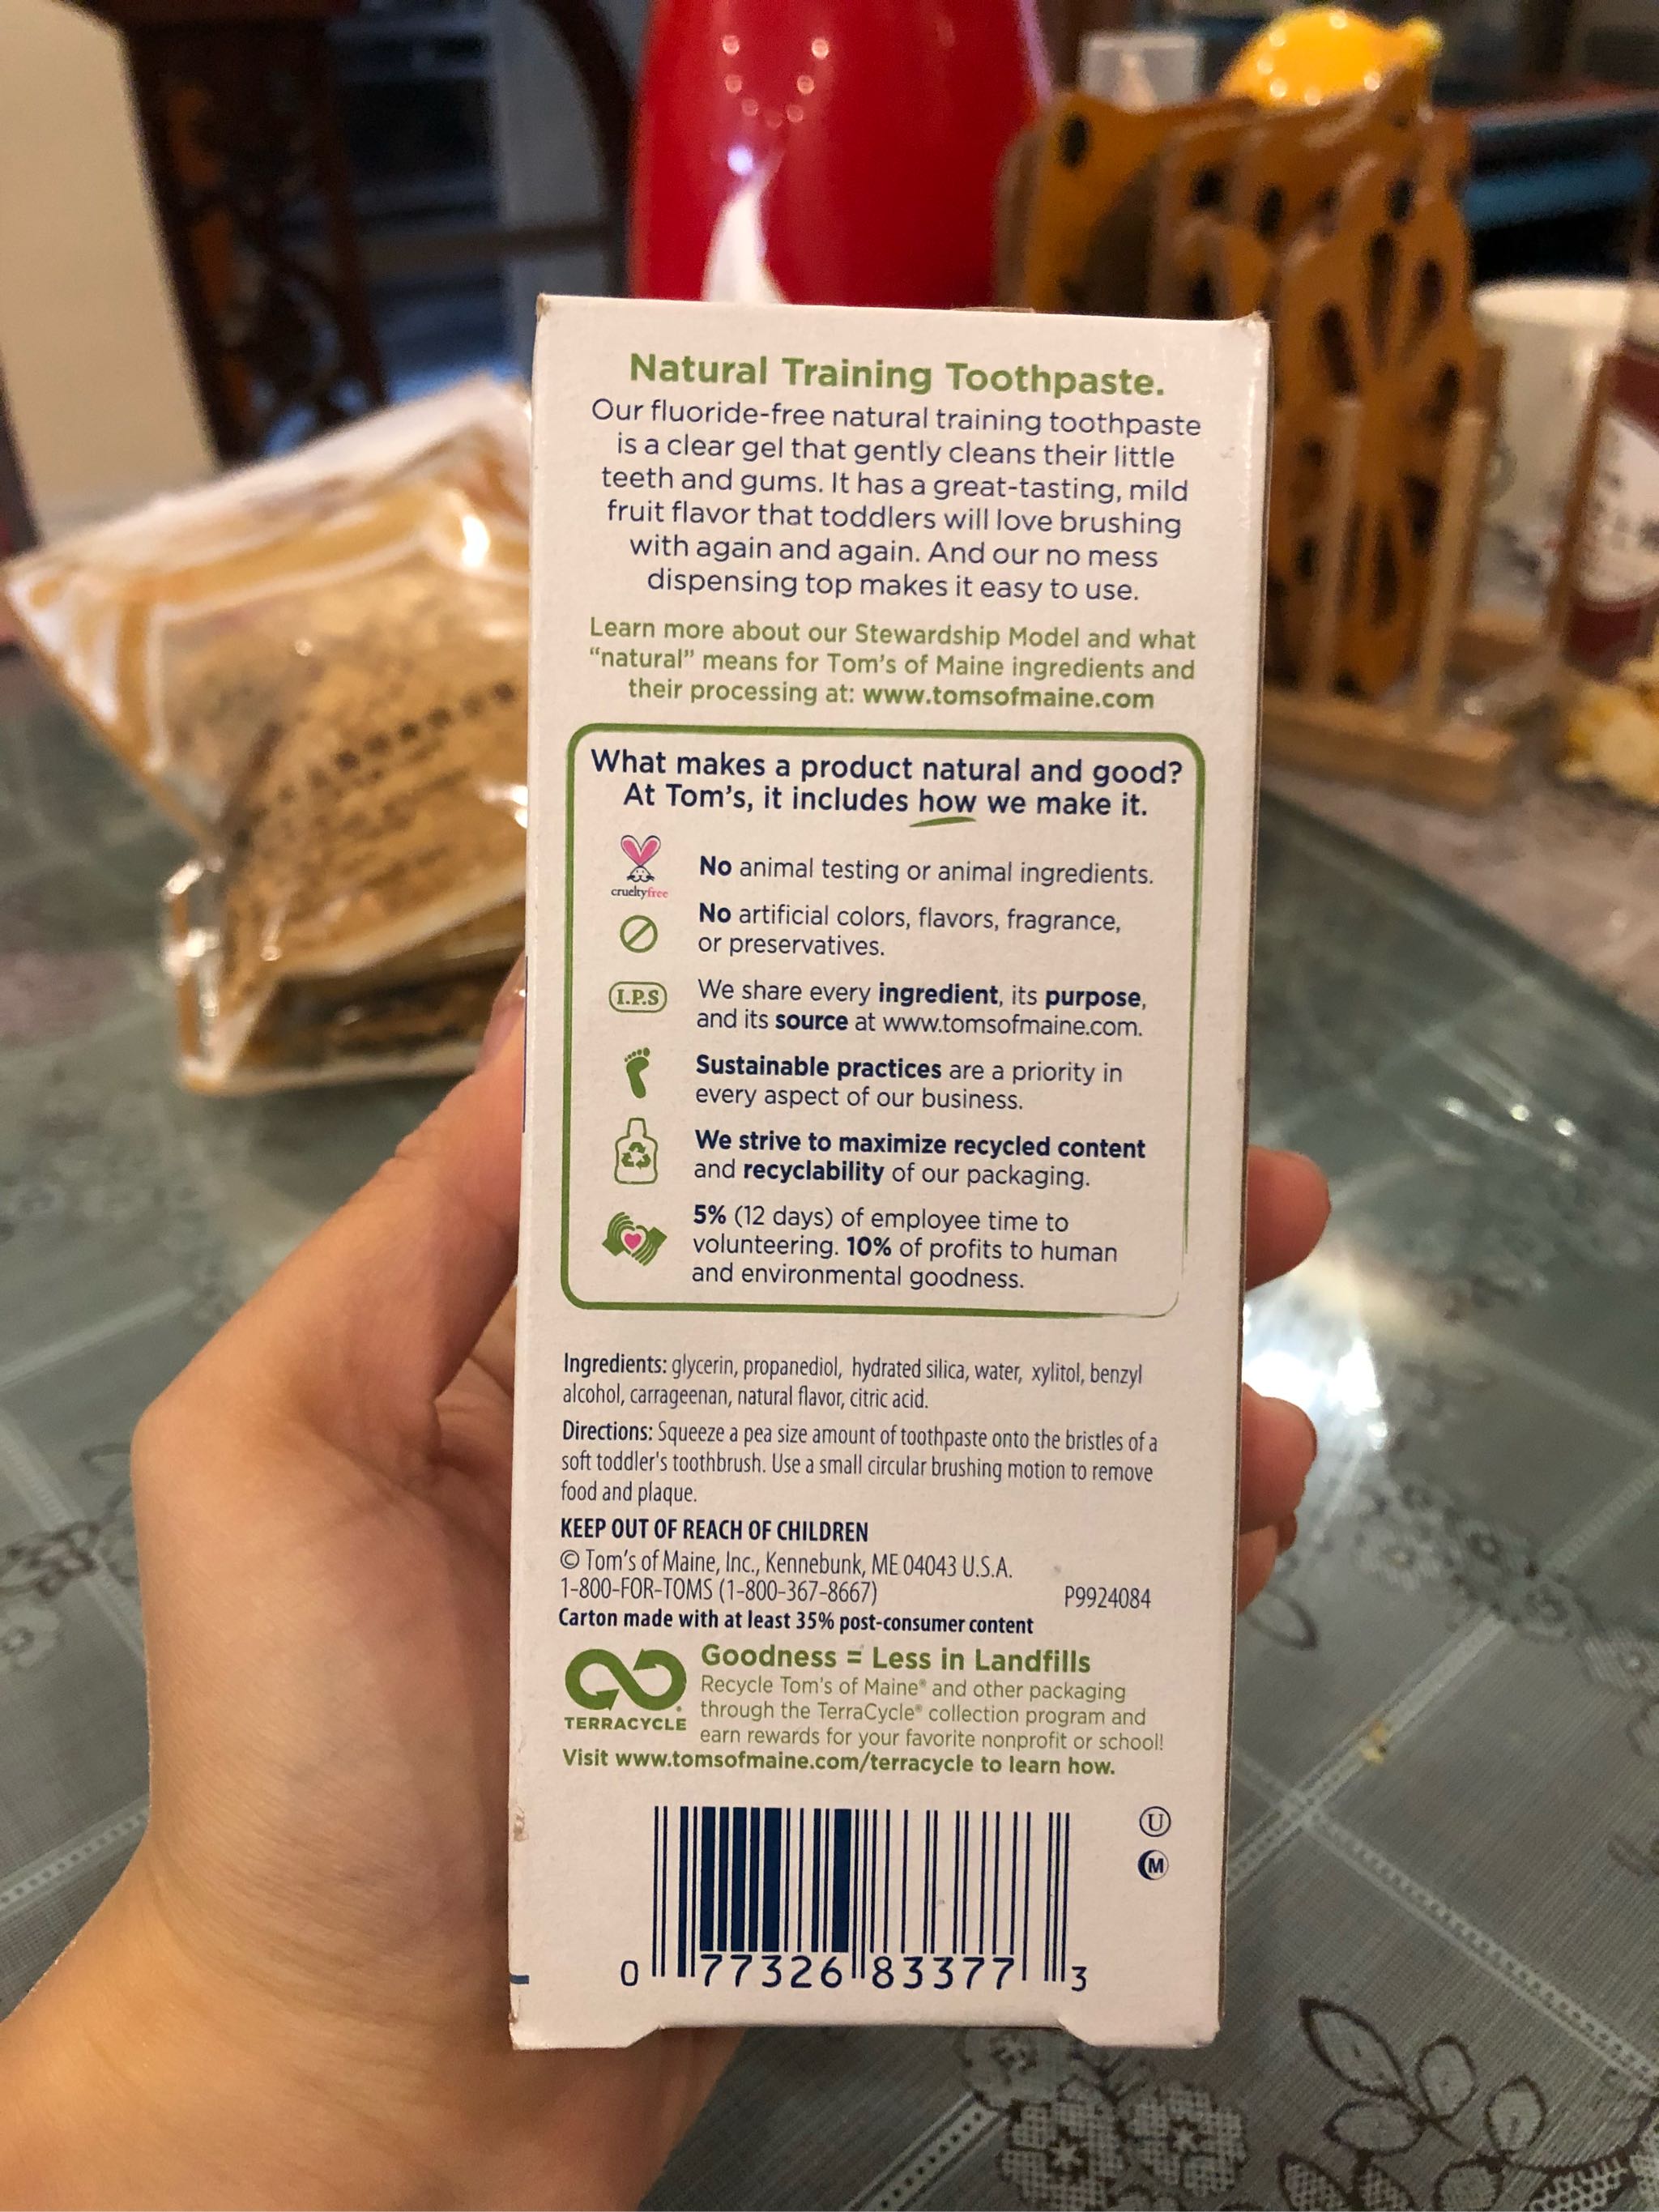 Natural Training Toothpaste.
Our fluoride-free natural training toothpaste
is a clear gel that gently cleans their little
teeth and gums. It has a great-tasting, mild
fruit flavor that toddlers will love brushing
with again and again. And our no mess
dispensing top makes it easy to use.
Learn more about our Stewardship Model and what
“natural” means for Tom's of Maine ingredients and
their processing at: www.tomsofmaine.com
What makes a product natural and good?
At Tom's, it includes how we make it.
crueltyfree
No animal testing or animal ingredients.
No artificial colors, flavors, fragrance,
or preservatives.
I.P.S
We share every ingredient, its purpose,
and its source at www.tomsofmaine.com.
Sustainable practices are a priority in
every aspect of our business.
We strive to maximize recycled content
and recyclability of our packaging.
5% (12 days) of employee time to
volunteering. 10% of profits to human
and environmental goodness.
Ingredients: glycerin, propanediol, hydrated silica, water, xylitol, benzyl
alcohol, carrageenan, natural flavor, citric acid.
Directions: Squeeze a pea size amount of toothpaste onto the bristles of a
soft toddler's toothbrush. Use a small circular brushing motion to remove
food and plaque.
KEEP OUT OF REACH OF CHILDREN
© Tom's of Maine, Inc., Kennebunk, ME 04043 U.S.A.
1-800-FOR-TOMS (1-800-367-8667) P9924084
Carton made with at least 35% post-consumer content
Goodness = Less in Landfills
Recycle Tom's of Maine® and other packaging
through the TerraCycle® collection program and
earn rewards for your favorite nonprofit or school!
TERRACYCLE
Visit www.tomsofmaine.com/terracycle to learn how.
U
M
0 77326 83377 3